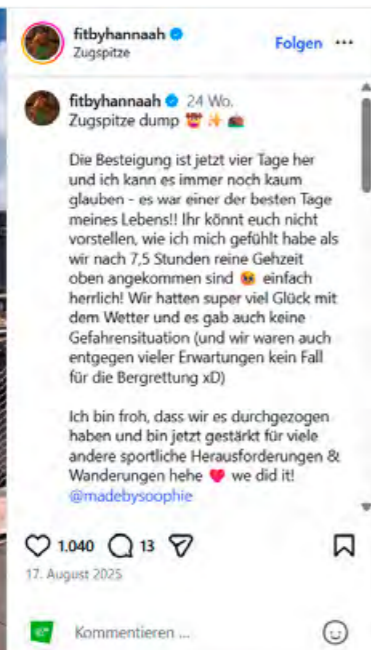 fitbyhannaah
Folgen ...
Zugspitze
fitbyhannaah 24 Wo.
Zugspitze dump
Die Besteigung ist jetzt vier Tage her
und ich kann es immer noch kaum
glauben - es war einer der besten Tage
meines Lebens!! Ihr könnt euch nicht
vorstellen, wie ich mich gefühlt habe als
wir nach 7,5 Stunden reine Gehzeit
oben angekommen sind 🥹 einfach
herrlich! Wir hatten super viel Glück mit
dem Wetter und es gab auch keine
Gefahrensituation (und wir waren auch
entgegen vieler Erwartungen kein Fall
für die Bergrettung xD)
Ich bin froh, dass wir es durchgezogen
haben und bin jetzt gestärkt für viele
andere sportliche Herausforderungen &
Wanderungen hehe ❤️ we did it!
@madebysoophie
1.040 13
17. August 2025
Kommentieren ...